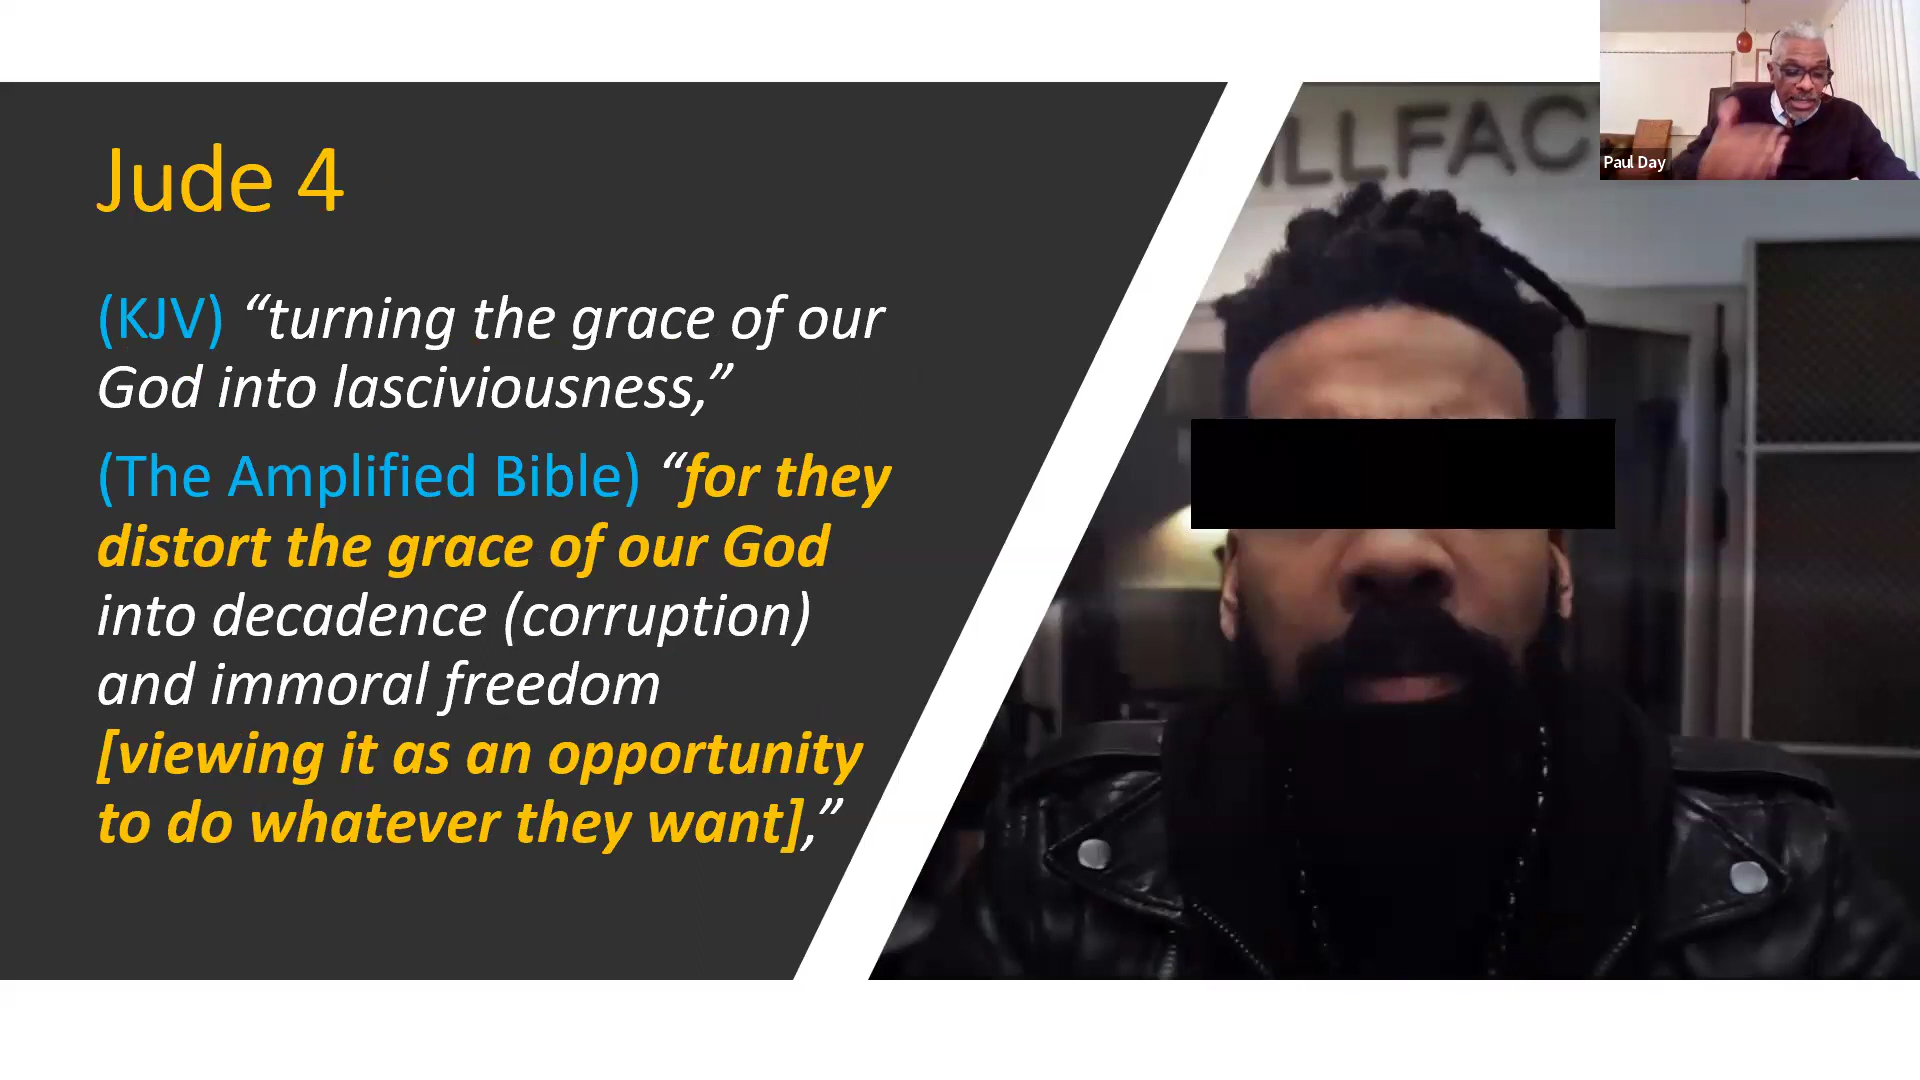 Jude 4
(KJV) “turning the grace of our
God into lasciviousness,”
(The Amplified Bible) “for they
distort the grace of our God
into decadence (corruption)
and immoral freedom
[viewing it as an opportunity
to do whatever they want],”
Paul Day